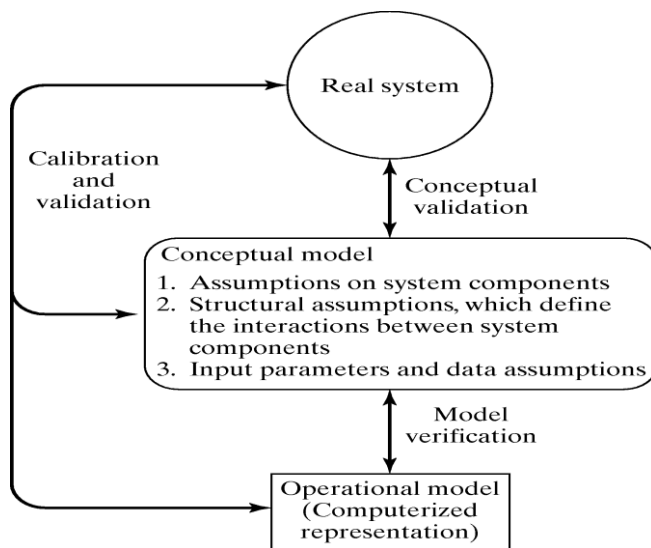 Real system
Calibration
and
validation
Conceptual
validation
Conceptual model
1. Assumptions on system components
2. Structural assumptions, which define
the interactions between system
components
3. Input parameters and data assumptions
Model
verification
Operational model
(Computerized
representation)